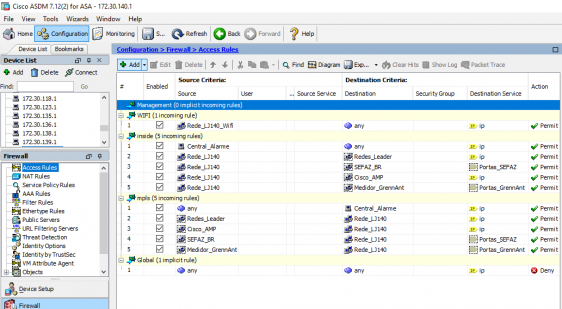 Cisco ASDM 7.12(2) for ASA - 172.30.140.1
File View Tools Wizards Window Help
Home Configuration Monitoring S... Refresh Back Forward Help
Device List Bookmarks
Device List
Add Delete Connect
Find: Go
172.30.118.1
172.30.123.1
172.30.135.1
172.30.131.1
172.30.136.1
172.30.138.1
172.30.139.1
Firewall
Access Rules
NAT Rules
Service Policy Rules
AAA Rules
Filter Rules
Ethertype Rules
Public Servers
URL Filtering Servers
Threat Detection
Identity Options
Identity by TrustSec
VM Attribute Agent
Objects
Device Setup
Firewall
Configuration > Firewall > Access Rules
Add Edit Delete Find Diagram Exp... Clear Hits Show Log Packet Trace
# Enabled Source Criteria: Destination Criteria: Action
Source User ... Source Service Destination Security Group Destination Service
Management (0 implicit incoming rules)
WIFI (1 incoming rule)
1 Rede_LJ140_Wifi any ip Permit
inside (5 incoming rules)
1 Central_Alarme any ip Permit
2 Rede_LJ140 Redes_Leader ip Permit
3 Rede_LJ140 SEFAZ_BR Portas_SEFAZ Permit
4 Rede_LJ140 Cisco_AMP ip Permit
5 Rede_LJ140 Medidor_GrennAnt Portas_GrennAnt Permit
mpls (5 incoming rules)
1 any Central_Alarme ip Permit
2 Redes_Leader Rede_LJ140 ip Permit
3 Cisco_AMP Rede_LJ140 ip Permit
4 SEFAZ_BR Rede_LJ140 Portas_SEFAZ Permit
5 Medidor_GrennAnt Rede_LJ140 Portas_GrennAnt Permit
Global (1 implicit rule)
1 any any ip Deny